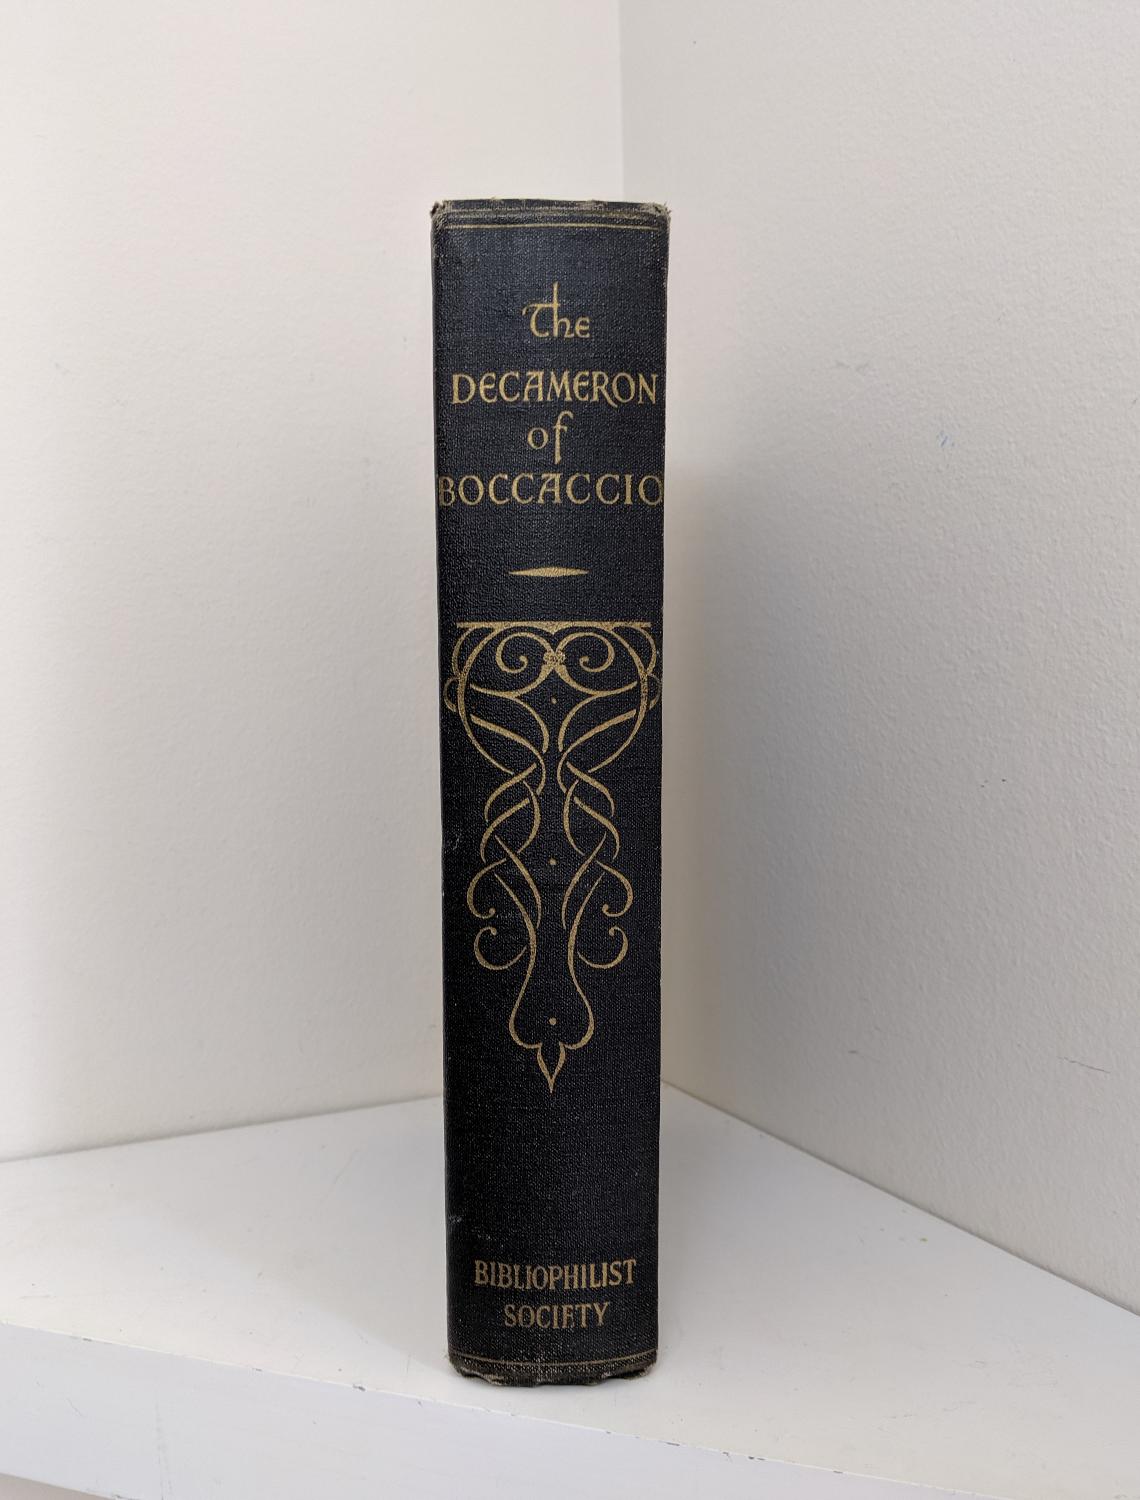 The
DECAMERON
of
BOCCACCIO
BIBLIOPHILIST
SOCIETY